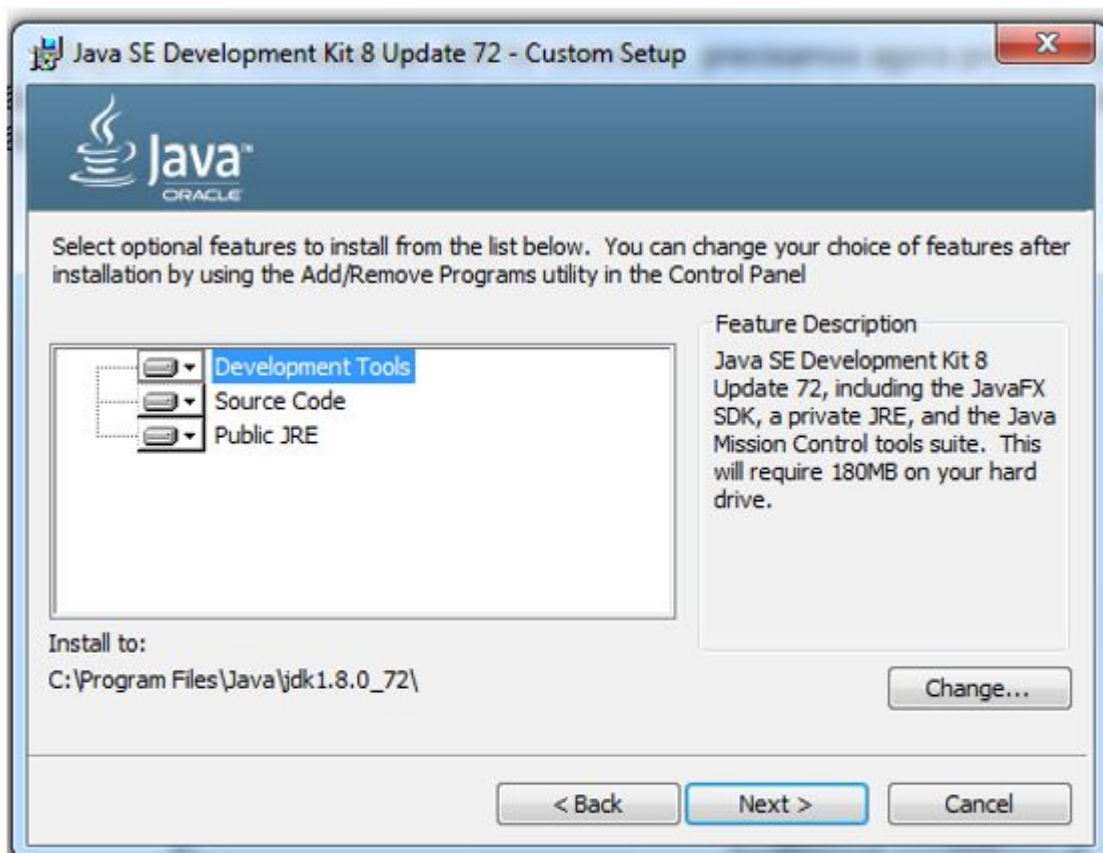 Java SE Development Kit 8 Update 72 - Custom Setup
Java™
ORACLE
Select optional features to install from the list below.  You can change your choice of features after
installation by using the Add/Remove Programs utility in the Control Panel
Development Tools
Source Code
Public JRE
Feature Description
Java SE Development Kit 8
Update 72, including the JavaFX
SDK, a private JRE, and the Java
Mission Control tools suite.  This
will require 180MB on your hard
drive.
Install to:
C:\Program Files\Java\jdk1.8.0_72\
Change...
< Back
Next >
Cancel